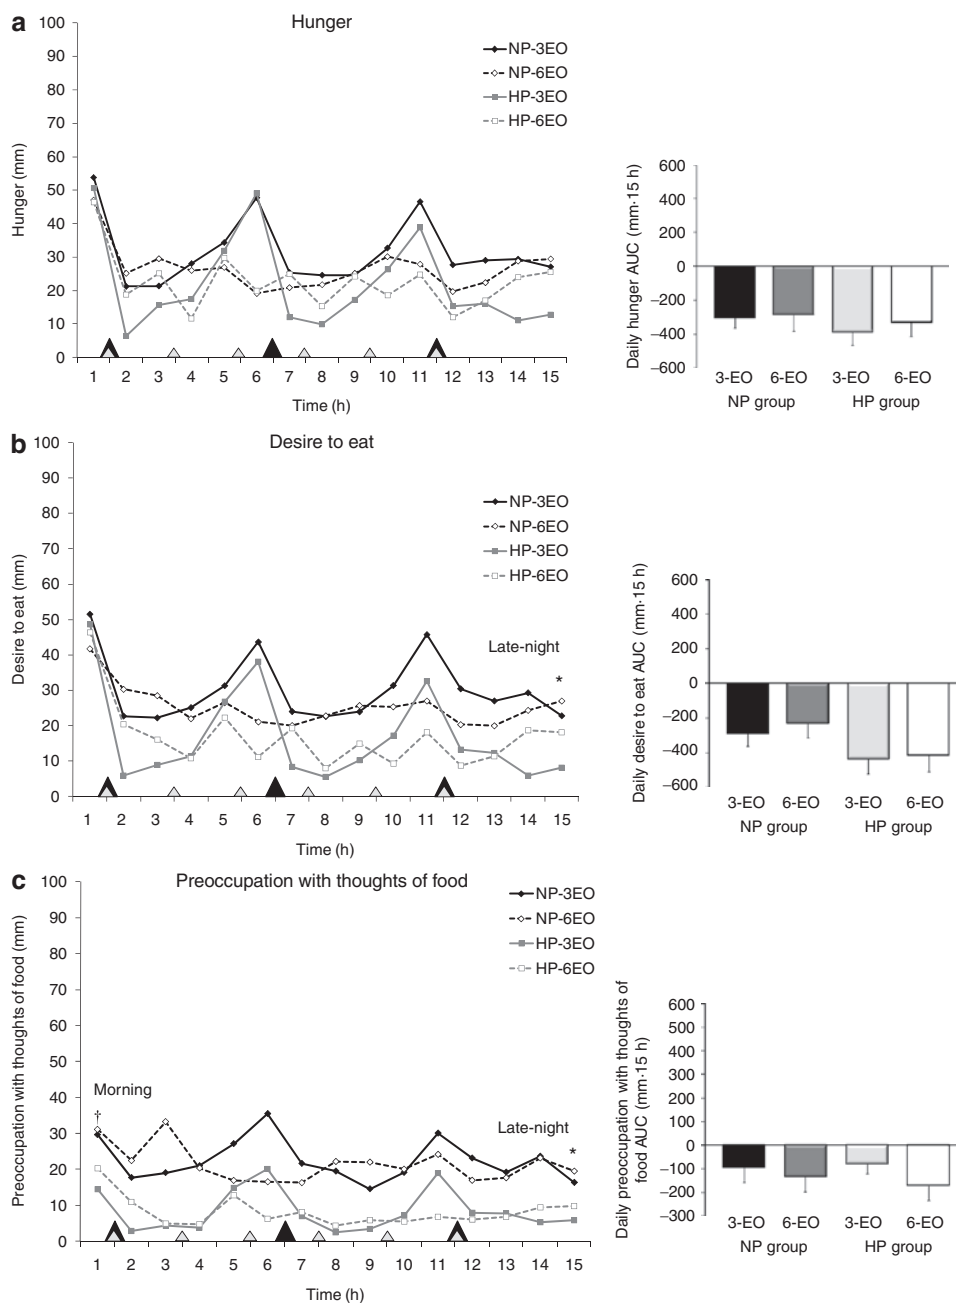 a
Hunger
100
90
80
70
60
50
40
30
20
10
0
Hunger (mm)
NP-3EO
NP-6EO
HP-3EO
HP-6EO
1 2 3 4 5 6 7 8 9 10 11 12 13 14 15
Time (h)
Daily hunger AUC (mm·15 h)
600
400
200
0
–200
–400
–600
3-EO 6-EO 3-EO 6-EO
NP group HP group
b
Desire to eat
100
90
80
70
60
50
40
30
20
10
0
Desire to eat (mm)
NP-3EO
NP-6EO
HP-3EO
HP-6EO
Late-night
*
1 2 3 4 5 6 7 8 9 10 11 12 13 14 15
Time (h)
Daily desire to eat AUC (mm·15 h)
600
400
200
0
–200
–400
–600
3-EO 6-EO 3-EO 6-EO
NP group HP group
c
Preoccupation with thoughts of food
100
90
80
70
60
50
40
30
20
10
0
Preoccupation with thoughts of food (mm)
NP-3EO
NP-6EO
HP-3EO
HP-6EO
Morning
†
Late-night
*
1 2 3 4 5 6 7 8 9 10 11 12 13 14 15
Time (h)
Daily preoccupation with thoughts of
food AUC (mm·15 h)
600
500
400
300
200
100
0
–100
–200
–300
3-EO 6-EO 3-EO 6-EO
NP group HP group